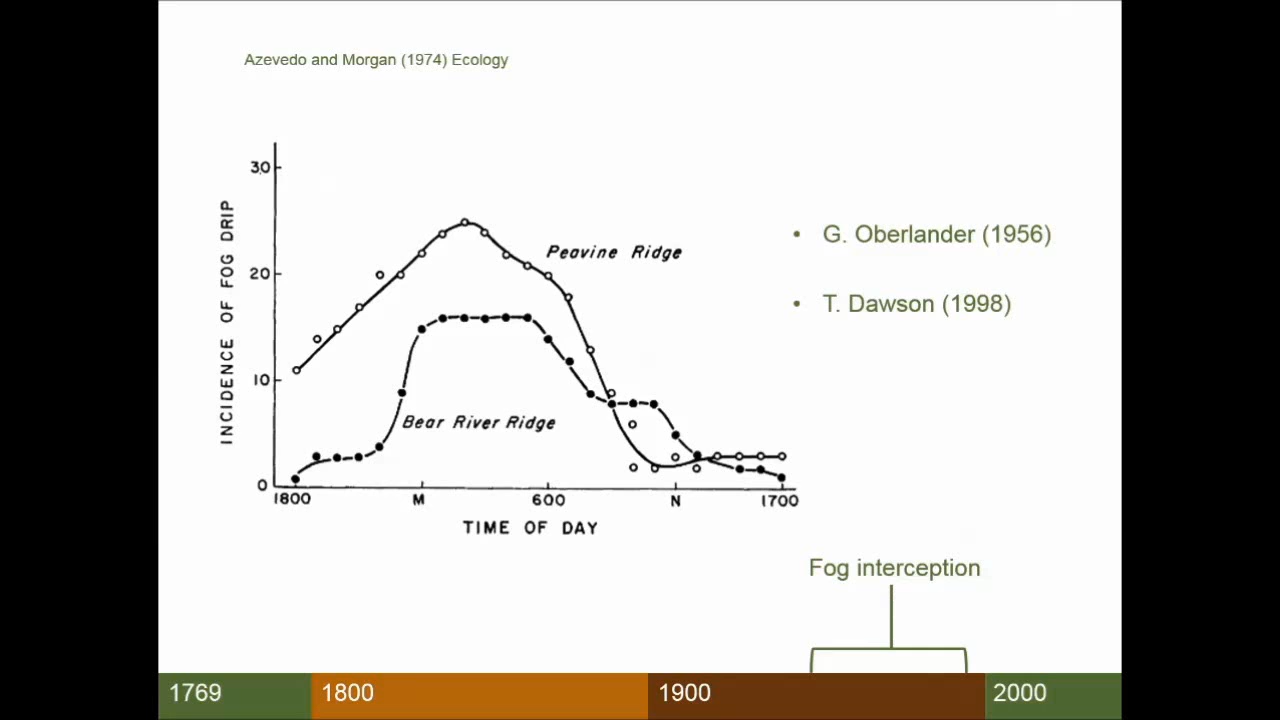 Azevedo and Morgan (1974) Ecology
INCIDENCE OF FOG DRIP
30
20
10
0
Peavine Ridge
Bear River Ridge
1800 M 600 N 1700
TIME OF DAY
• G. Oberlander (1956)
• T. Dawson (1998)
Fog interception
1769 1800 1900 2000